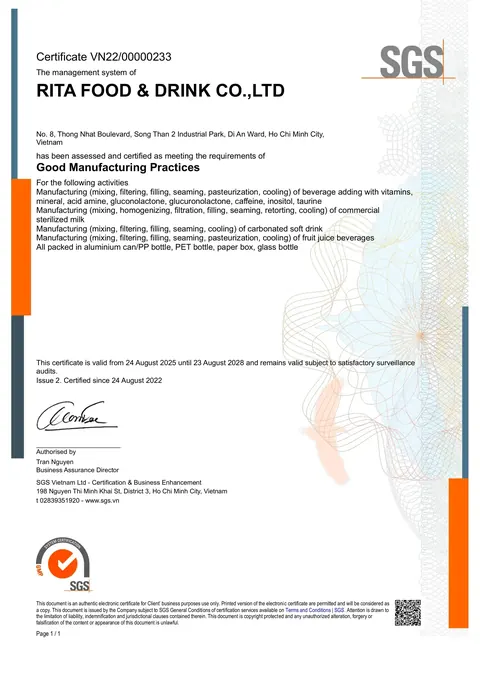 Certificate VN22/00000233
SGS
The management system of
RITA FOOD & DRINK CO.,LTD
No. 8, Thong Nhat Boulevard, Song Than 2 Industrial Park, Di An Ward, Ho Chi Minh City,
Vietnam
has been assessed and certified as meeting the requirements of
Good Manufacturing Practices
For the following activities
Manufacturing (mixing, filtering, filling, seaming, pasteurization, cooling) of beverage adding with vitamins,
mineral, acid amine, gluconolactone, glucuronolactone, caffeine, inositol, taurine
Manufacturing (mixing, homogenizing, filtration, filling, seaming, retorting, cooling) of commercial
sterilized milk
Manufacturing (mixing, filtering, filling, seaming, cooling) of carbonated soft drink
Manufacturing (mixing, filtering, filling, seaming, pasteurization, cooling) of fruit juice beverages
All packed in aluminium can/PP bottle, PET bottle, paper box, glass bottle
This certificate is valid from 24 August 2025 until 23 August 2028 and remains valid subject to satisfactory surveillance
audits.
Issue 2. Certified since 24 August 2022
Authorised by
Tran Nguyen
Business Assurance Director
SGS Vietnam Ltd - Certification & Business Enhancement
198 Nguyen Thi Minh Khai St, District 3, Ho Chi Minh City, Vietnam
t 02839351920 - www.sgs.vn
SYSTEM CERTIFICATION
GMP
SGS
This document is an authentic electronic certificate for Client' business purposes use only. Printed version of the electronic certificate are permitted and will be considered as
a copy. This document is issued by the Company subject to SGS General Conditions of certification services available on Terms and Conditions | SGS. Attention is drawn to
the limitation of liability, indemnification and jurisdictional clauses contained therein. This document is copyright protected and any unauthorized alteration, forgery or
falsification of the content or appearance of this document is unlawful.
Page 1 / 1